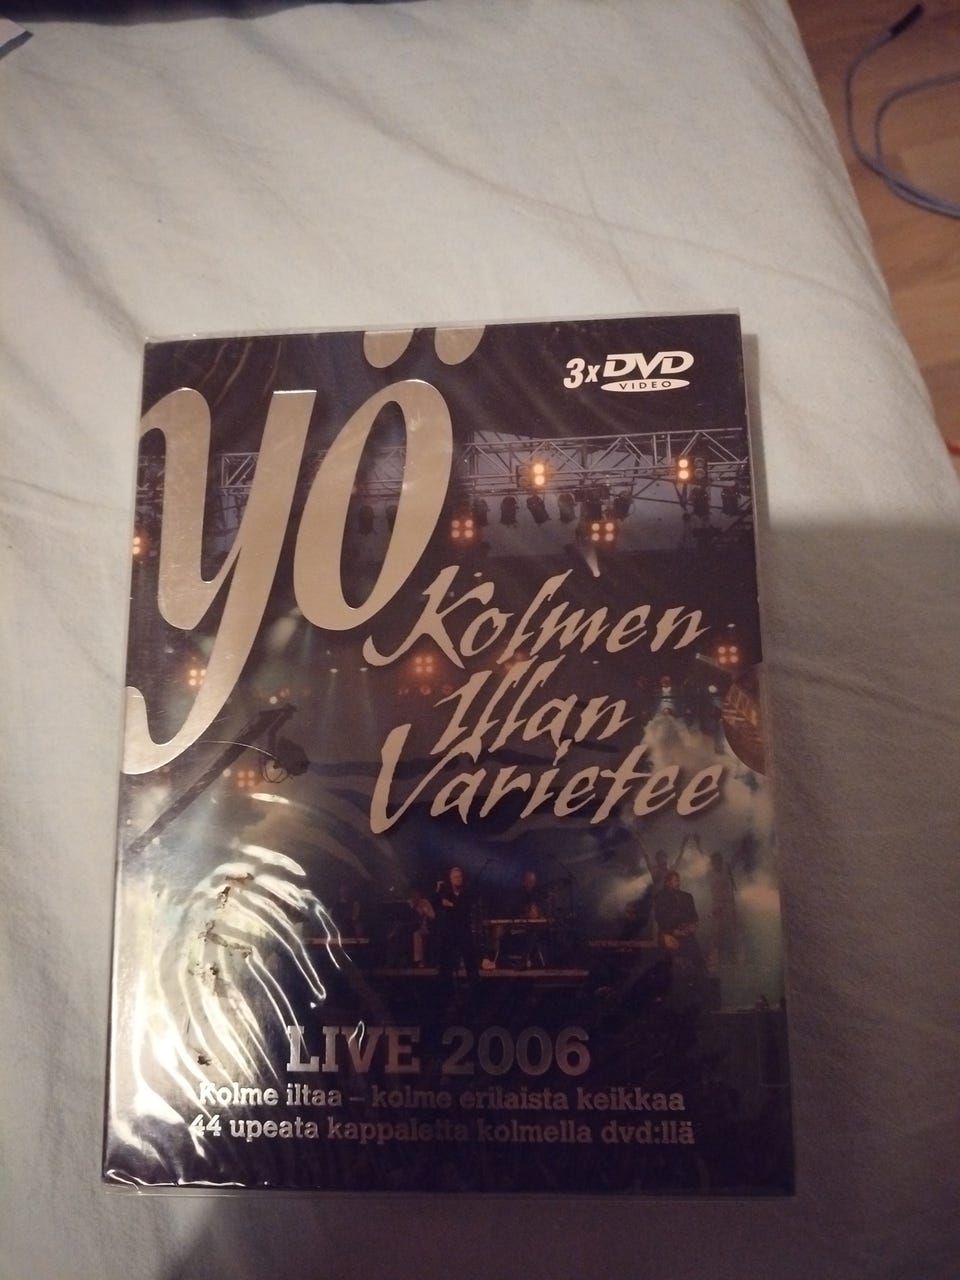 yö
3xDVD
VIDEO
Kolmen
Illan
Varietee
LIVE 2006
Kolme iltaa – kolme erilaista keikkaa
44 upeata kappaletta kolmella dvd:llä